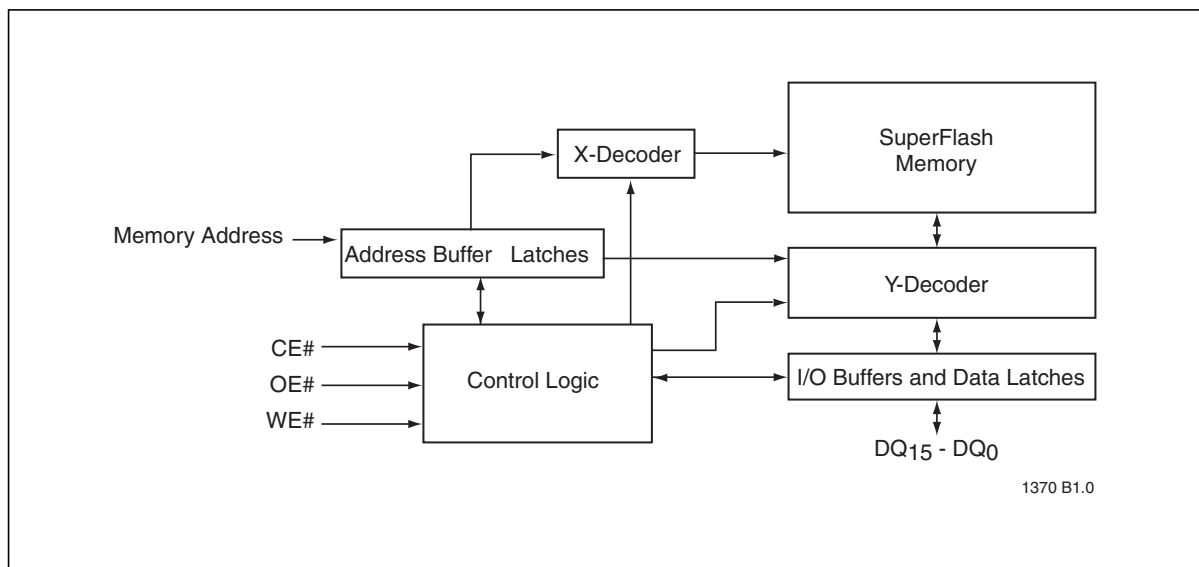 SuperFlash
Memory
X-Decoder
Memory Address
Address Buffer Latches
Y-Decoder
CE#
OE#
WE#
Control Logic
I/O Buffers and Data Latches
DQ15 - DQ0
1370 B1.0